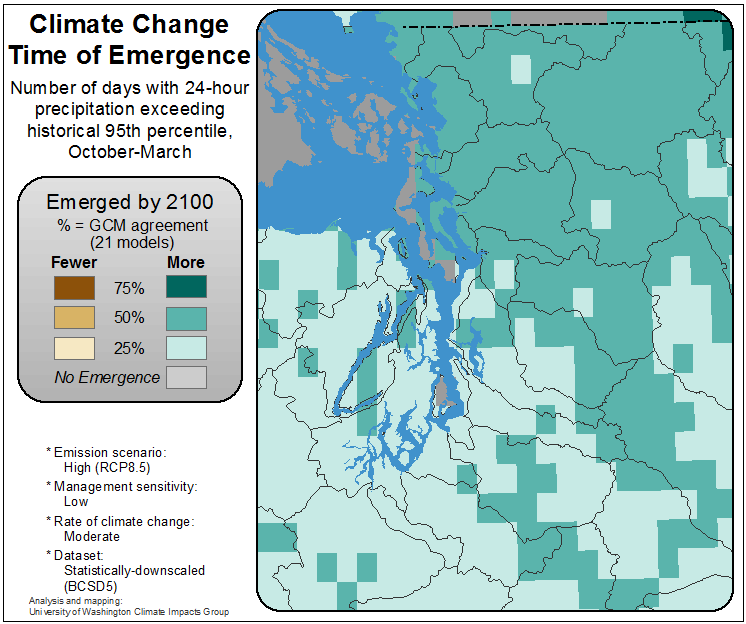 Climate Change
Time of Emergence
Number of days with 24-hour
precipitation exceeding
historical 95th percentile,
October-March
Emerged by 2100
% = GCM agreement
(21 models)
Fewer More
75%
50%
25%
No Emergence
* Emission scenario:
High (RCP8.5)
* Management sensitivity:
Low
* Rate of climate change:
Moderate
* Dataset:
Statistically-downscaled
(BCSD5)
Analysis and mapping:
University of Washington Climate Impacts Group